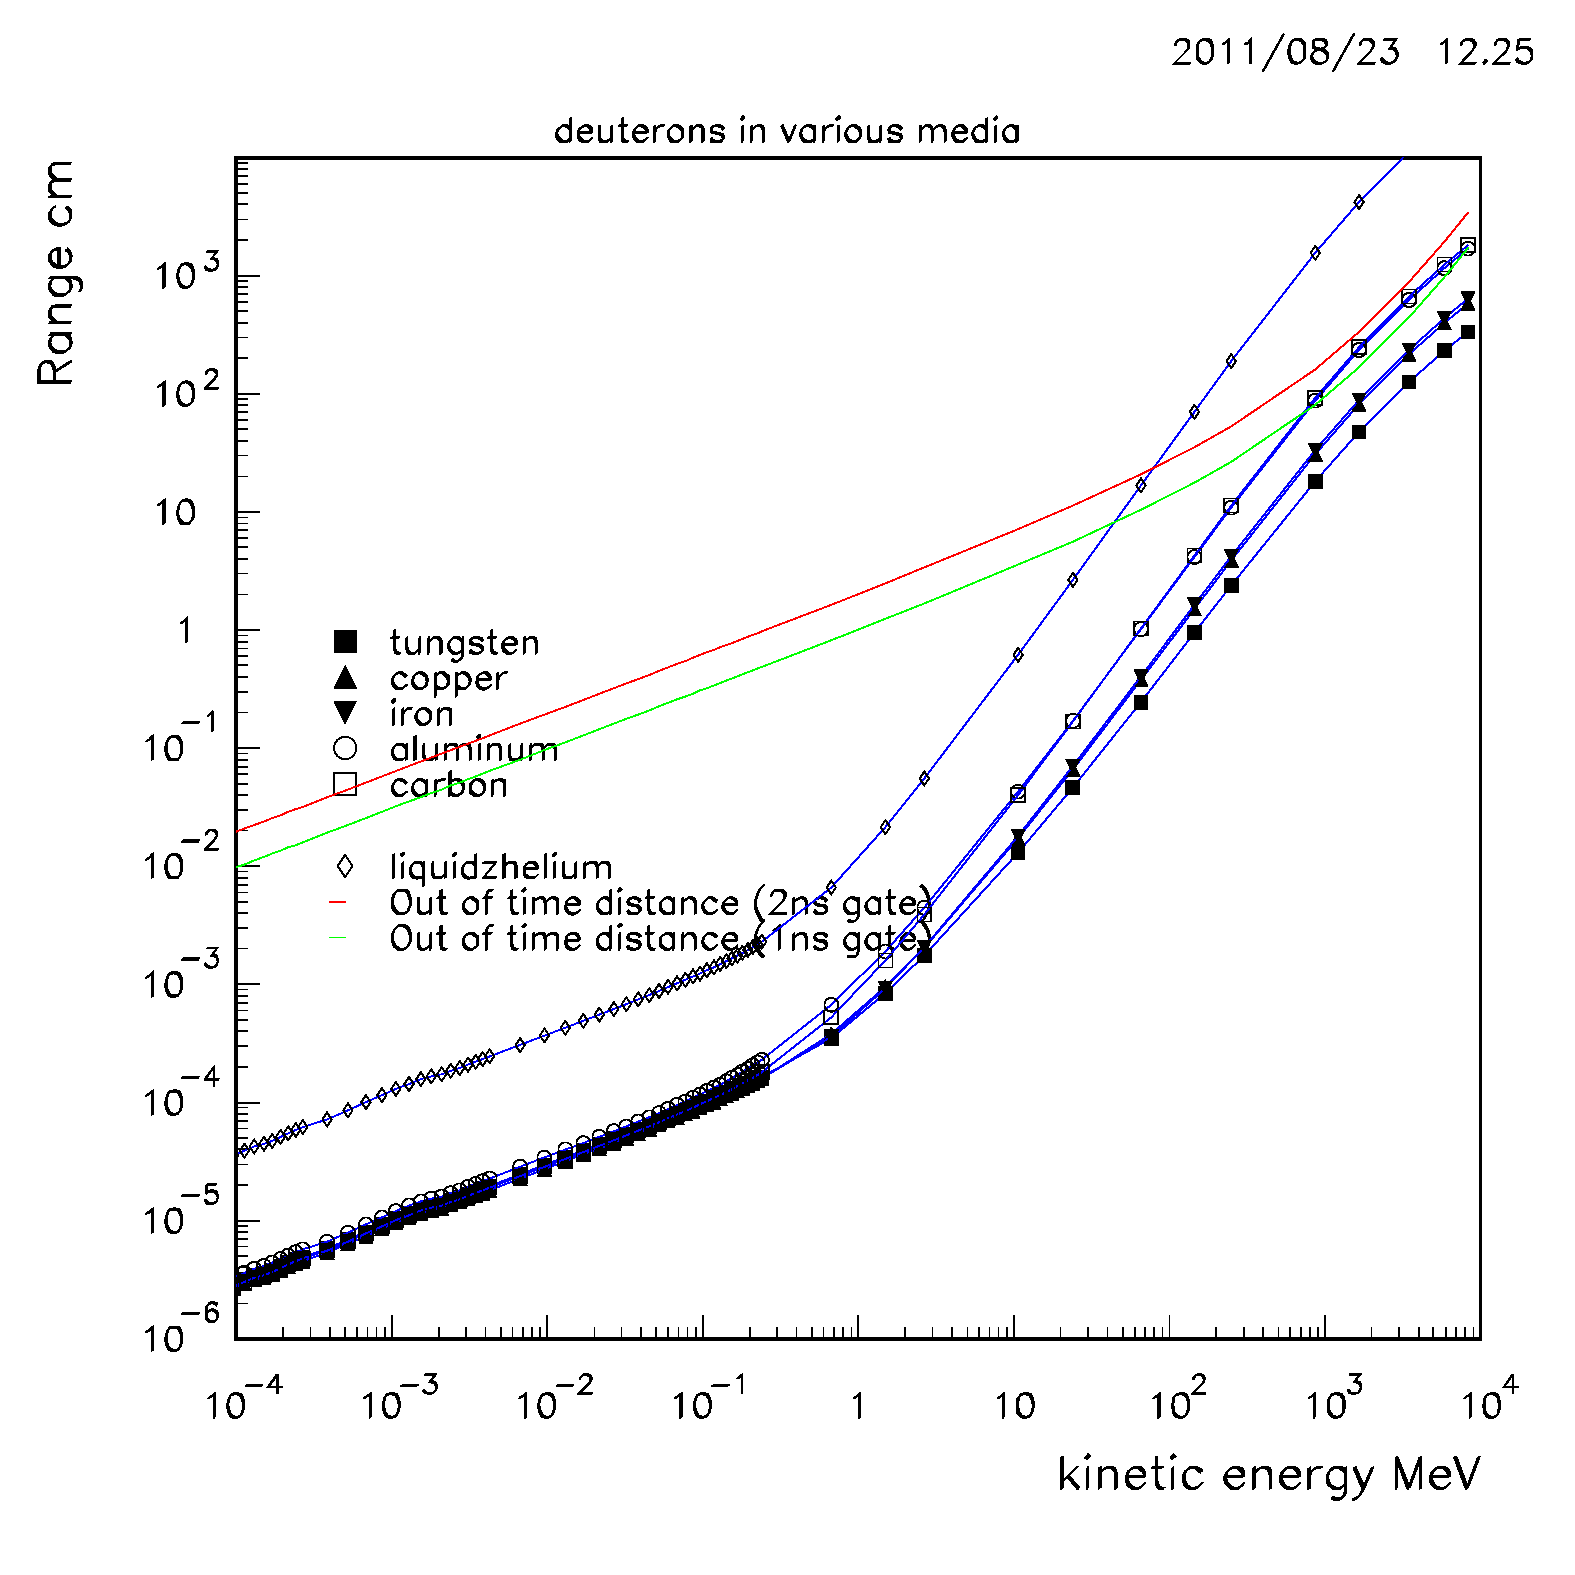 2011/08/23 12.25
deuterons in various media
Range cm
10^3
10^2
10
1
10^-1
10^-2
10^-3
10^-4
10^-5
10^-6
tungsten
copper
iron
aluminum
carbon
liquidzhelium
Out of time distance (2ns gate)
Out of time distance (1ns gate)
10^-4 10^-3 10^-2 10^-1 1 10 10^2 10^3 10^4
kinetic energy MeV